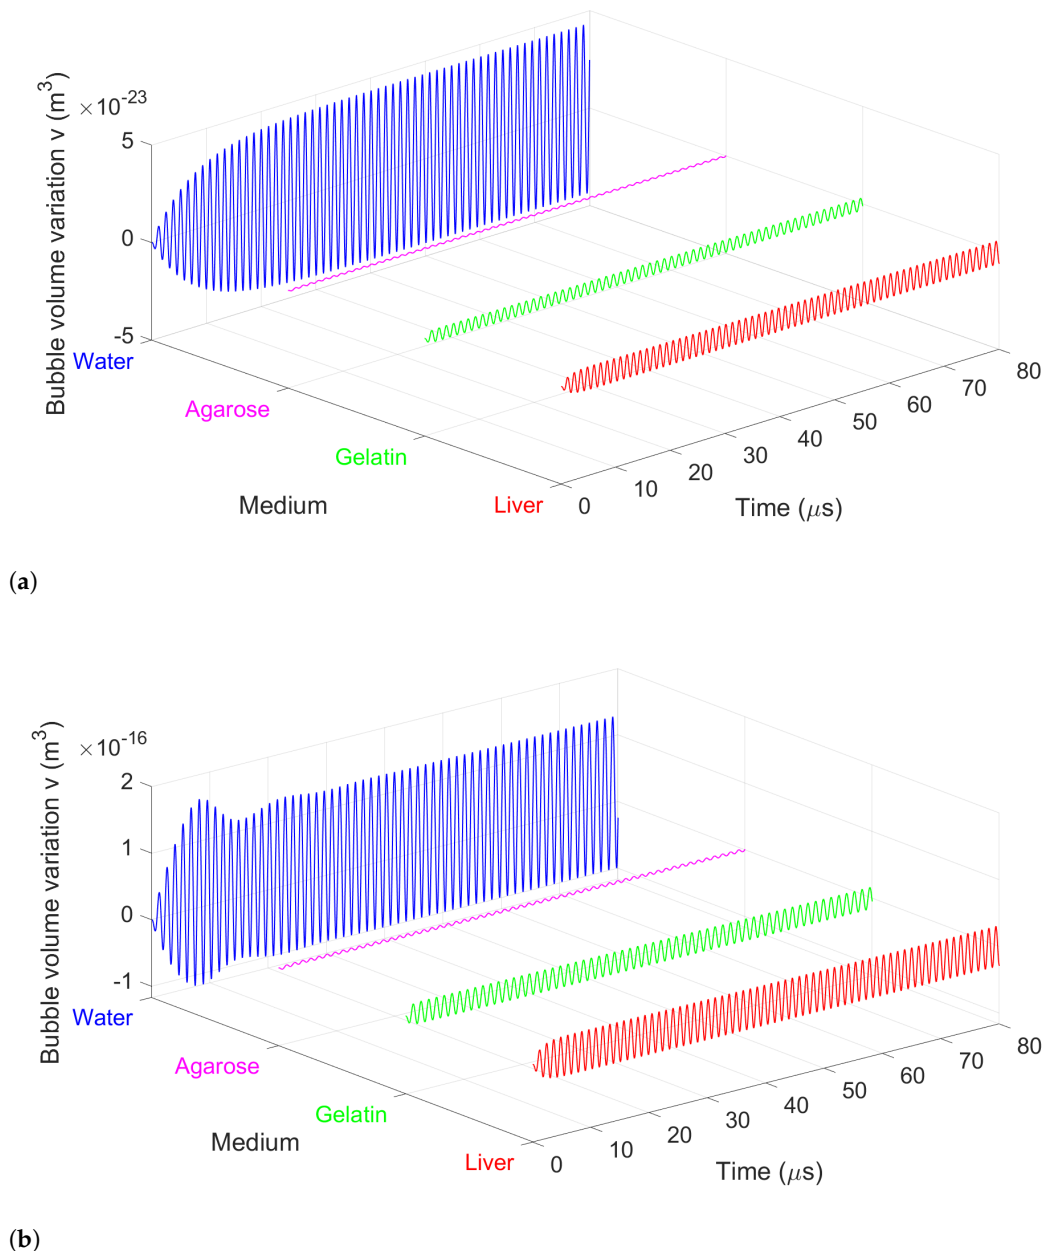 Bubble volume variation v (m³)
×10⁻²³
5
0
-5
Water
Agarose
Gelatin
Liver
Medium
0
10
20
30
40
50
60
70
80
Time (μs)
(a)
Bubble volume variation v (m³)
×10⁻¹⁶
2
1
0
-1
Water
Agarose
Gelatin
Liver
Medium
0
10
20
30
40
50
60
70
80
Time (μs)
(b)